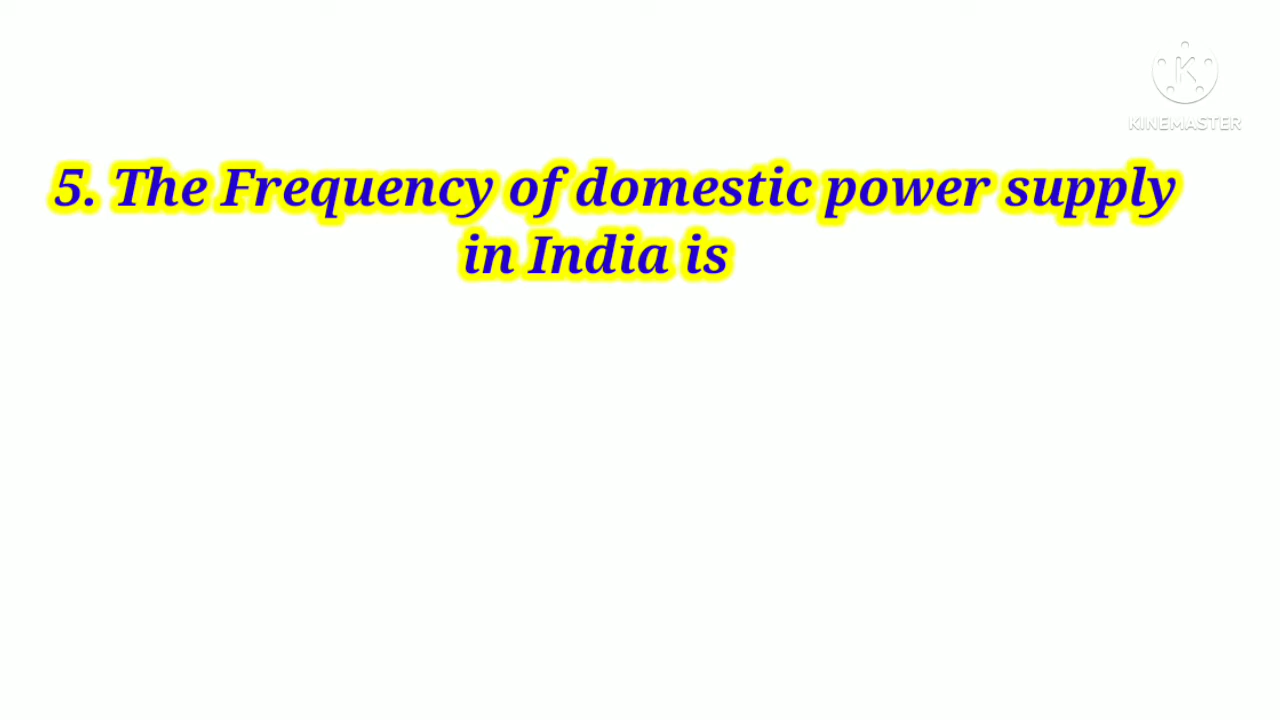 KINEMASTER
5. The Frequency of domestic power supply
in India is